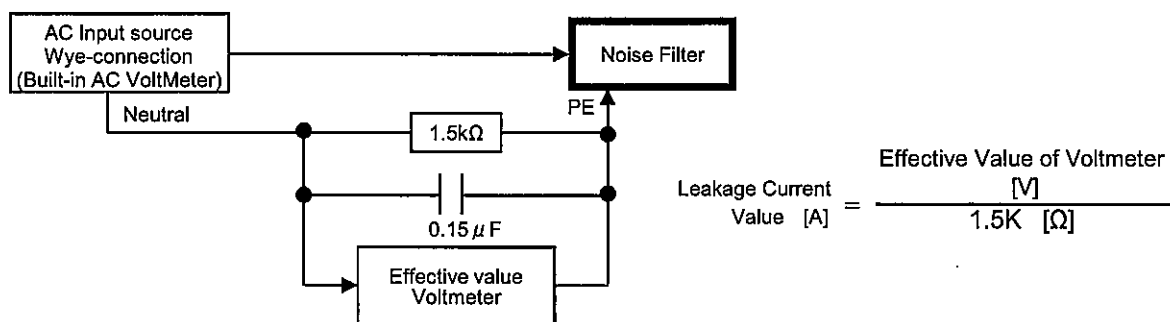 AC Input source
Wye-connection
(Built-in AC VoltMeter)
Noise Filter
Neutral
PE
1.5kΩ
0.15μF
Effective value
Voltmeter
Leakage Current
Value [A]
=
Effective Value of Voltmeter
[V]
1.5K [Ω]